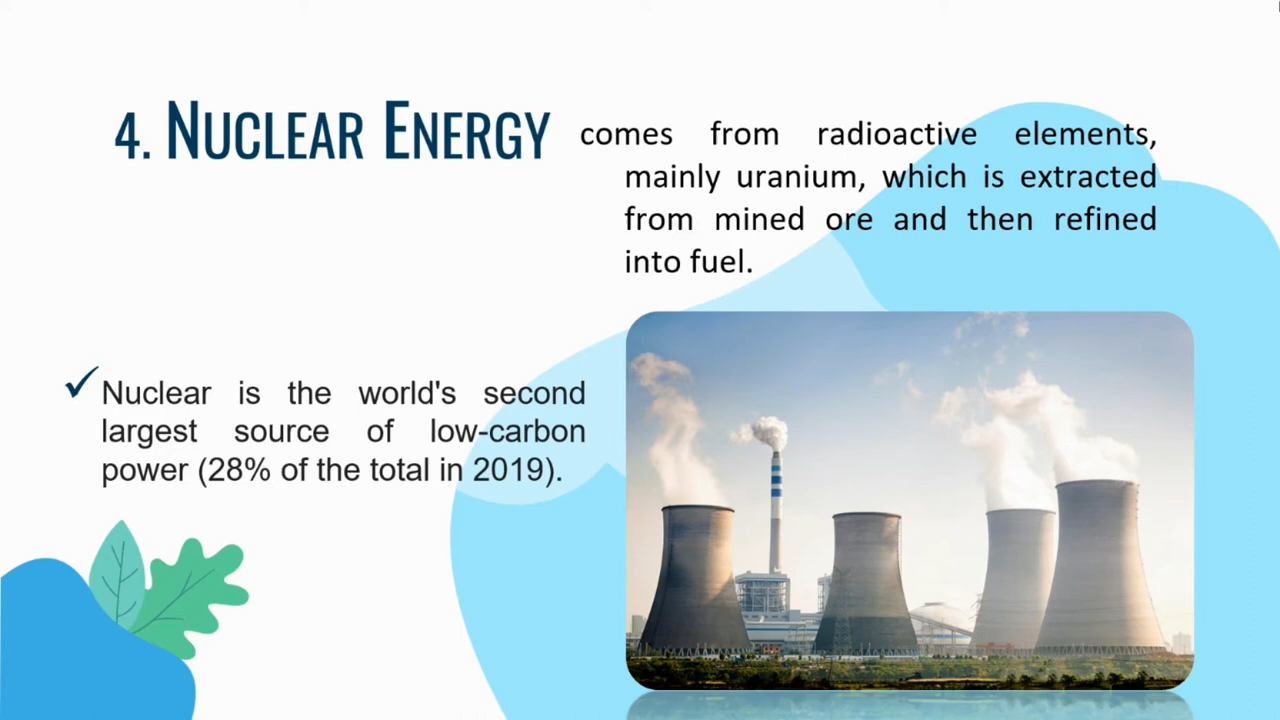 4. NUCLEAR ENERGY comes from radioactive elements,
mainly uranium, which is extracted
from mined ore and then refined
into fuel.
Nuclear is the world's second
largest source of low-carbon
power (28% of the total in 2019).